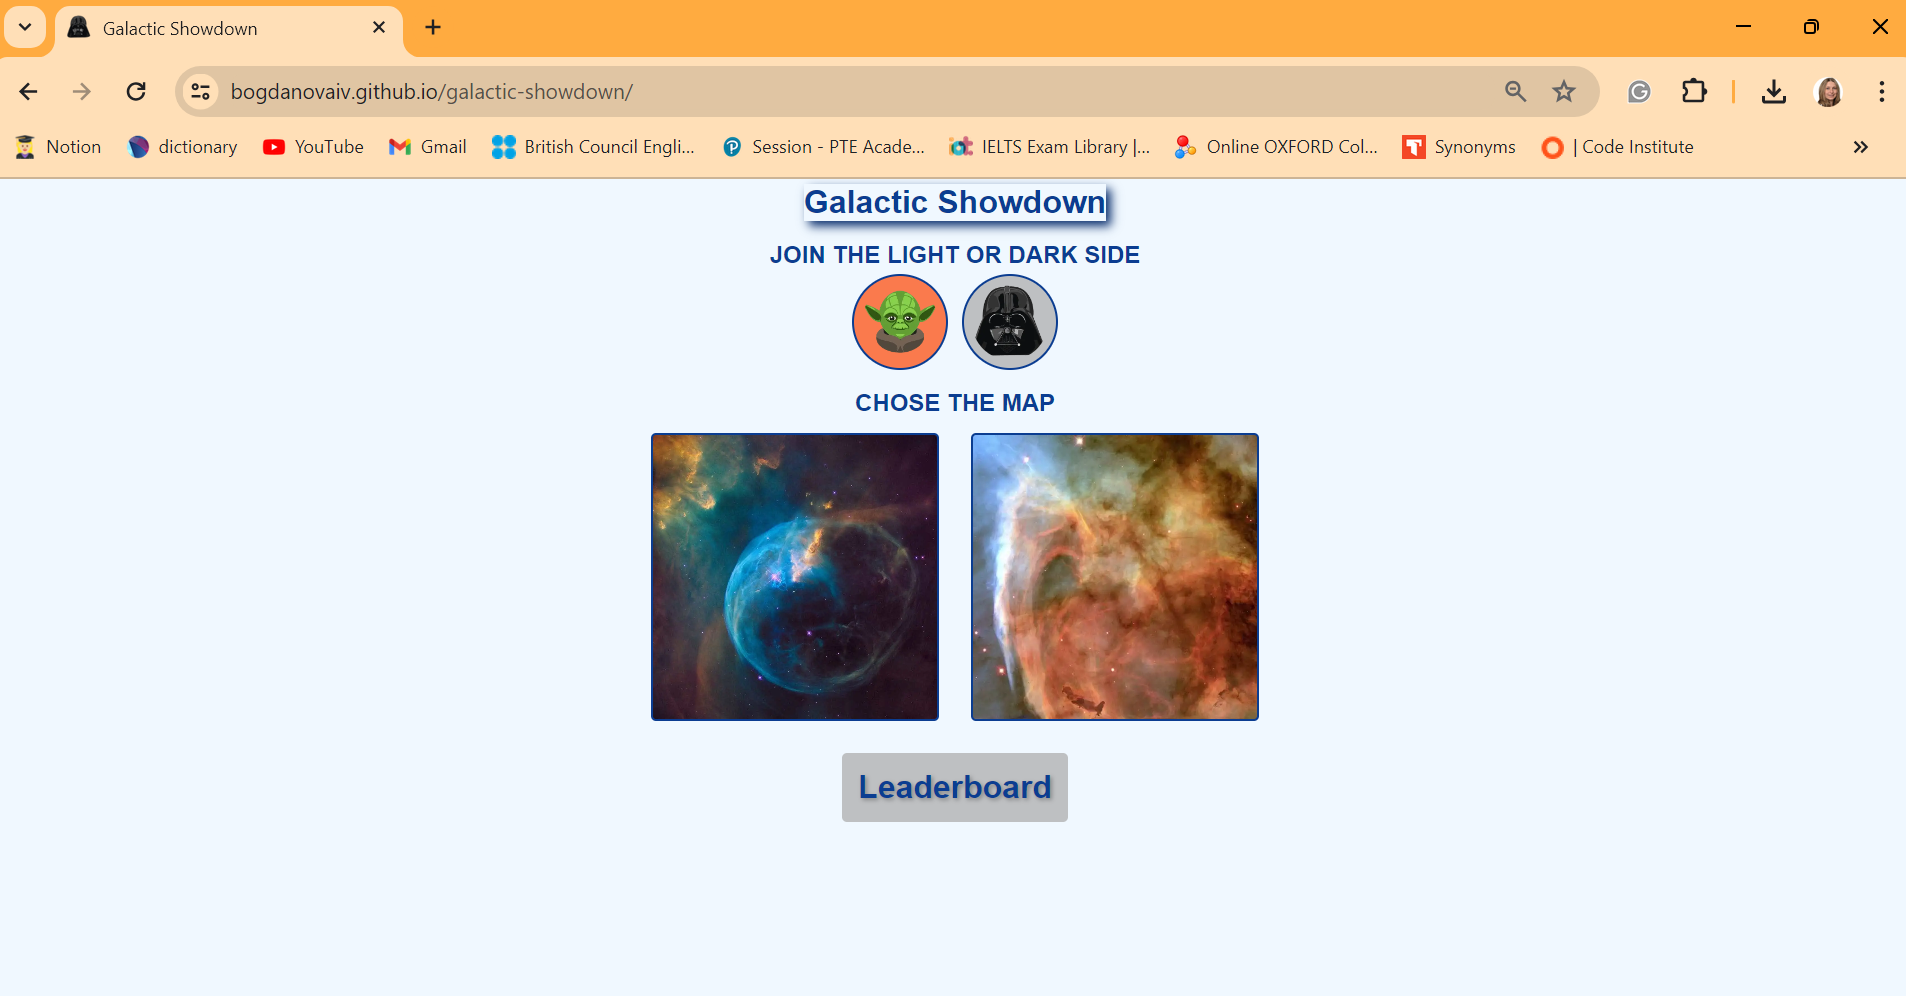 Galactic Showdown
bogdanovaiv.github.io/galactic-showdown/
Notion dictionary YouTube Gmail British Council Engli... Session - PTE Acade... IELTS Exam Library |... Online OXFORD Col... Synonyms | Code Institute
Galactic Showdown
JOIN THE LIGHT OR DARK SIDE
CHOSE THE MAP
Leaderboard